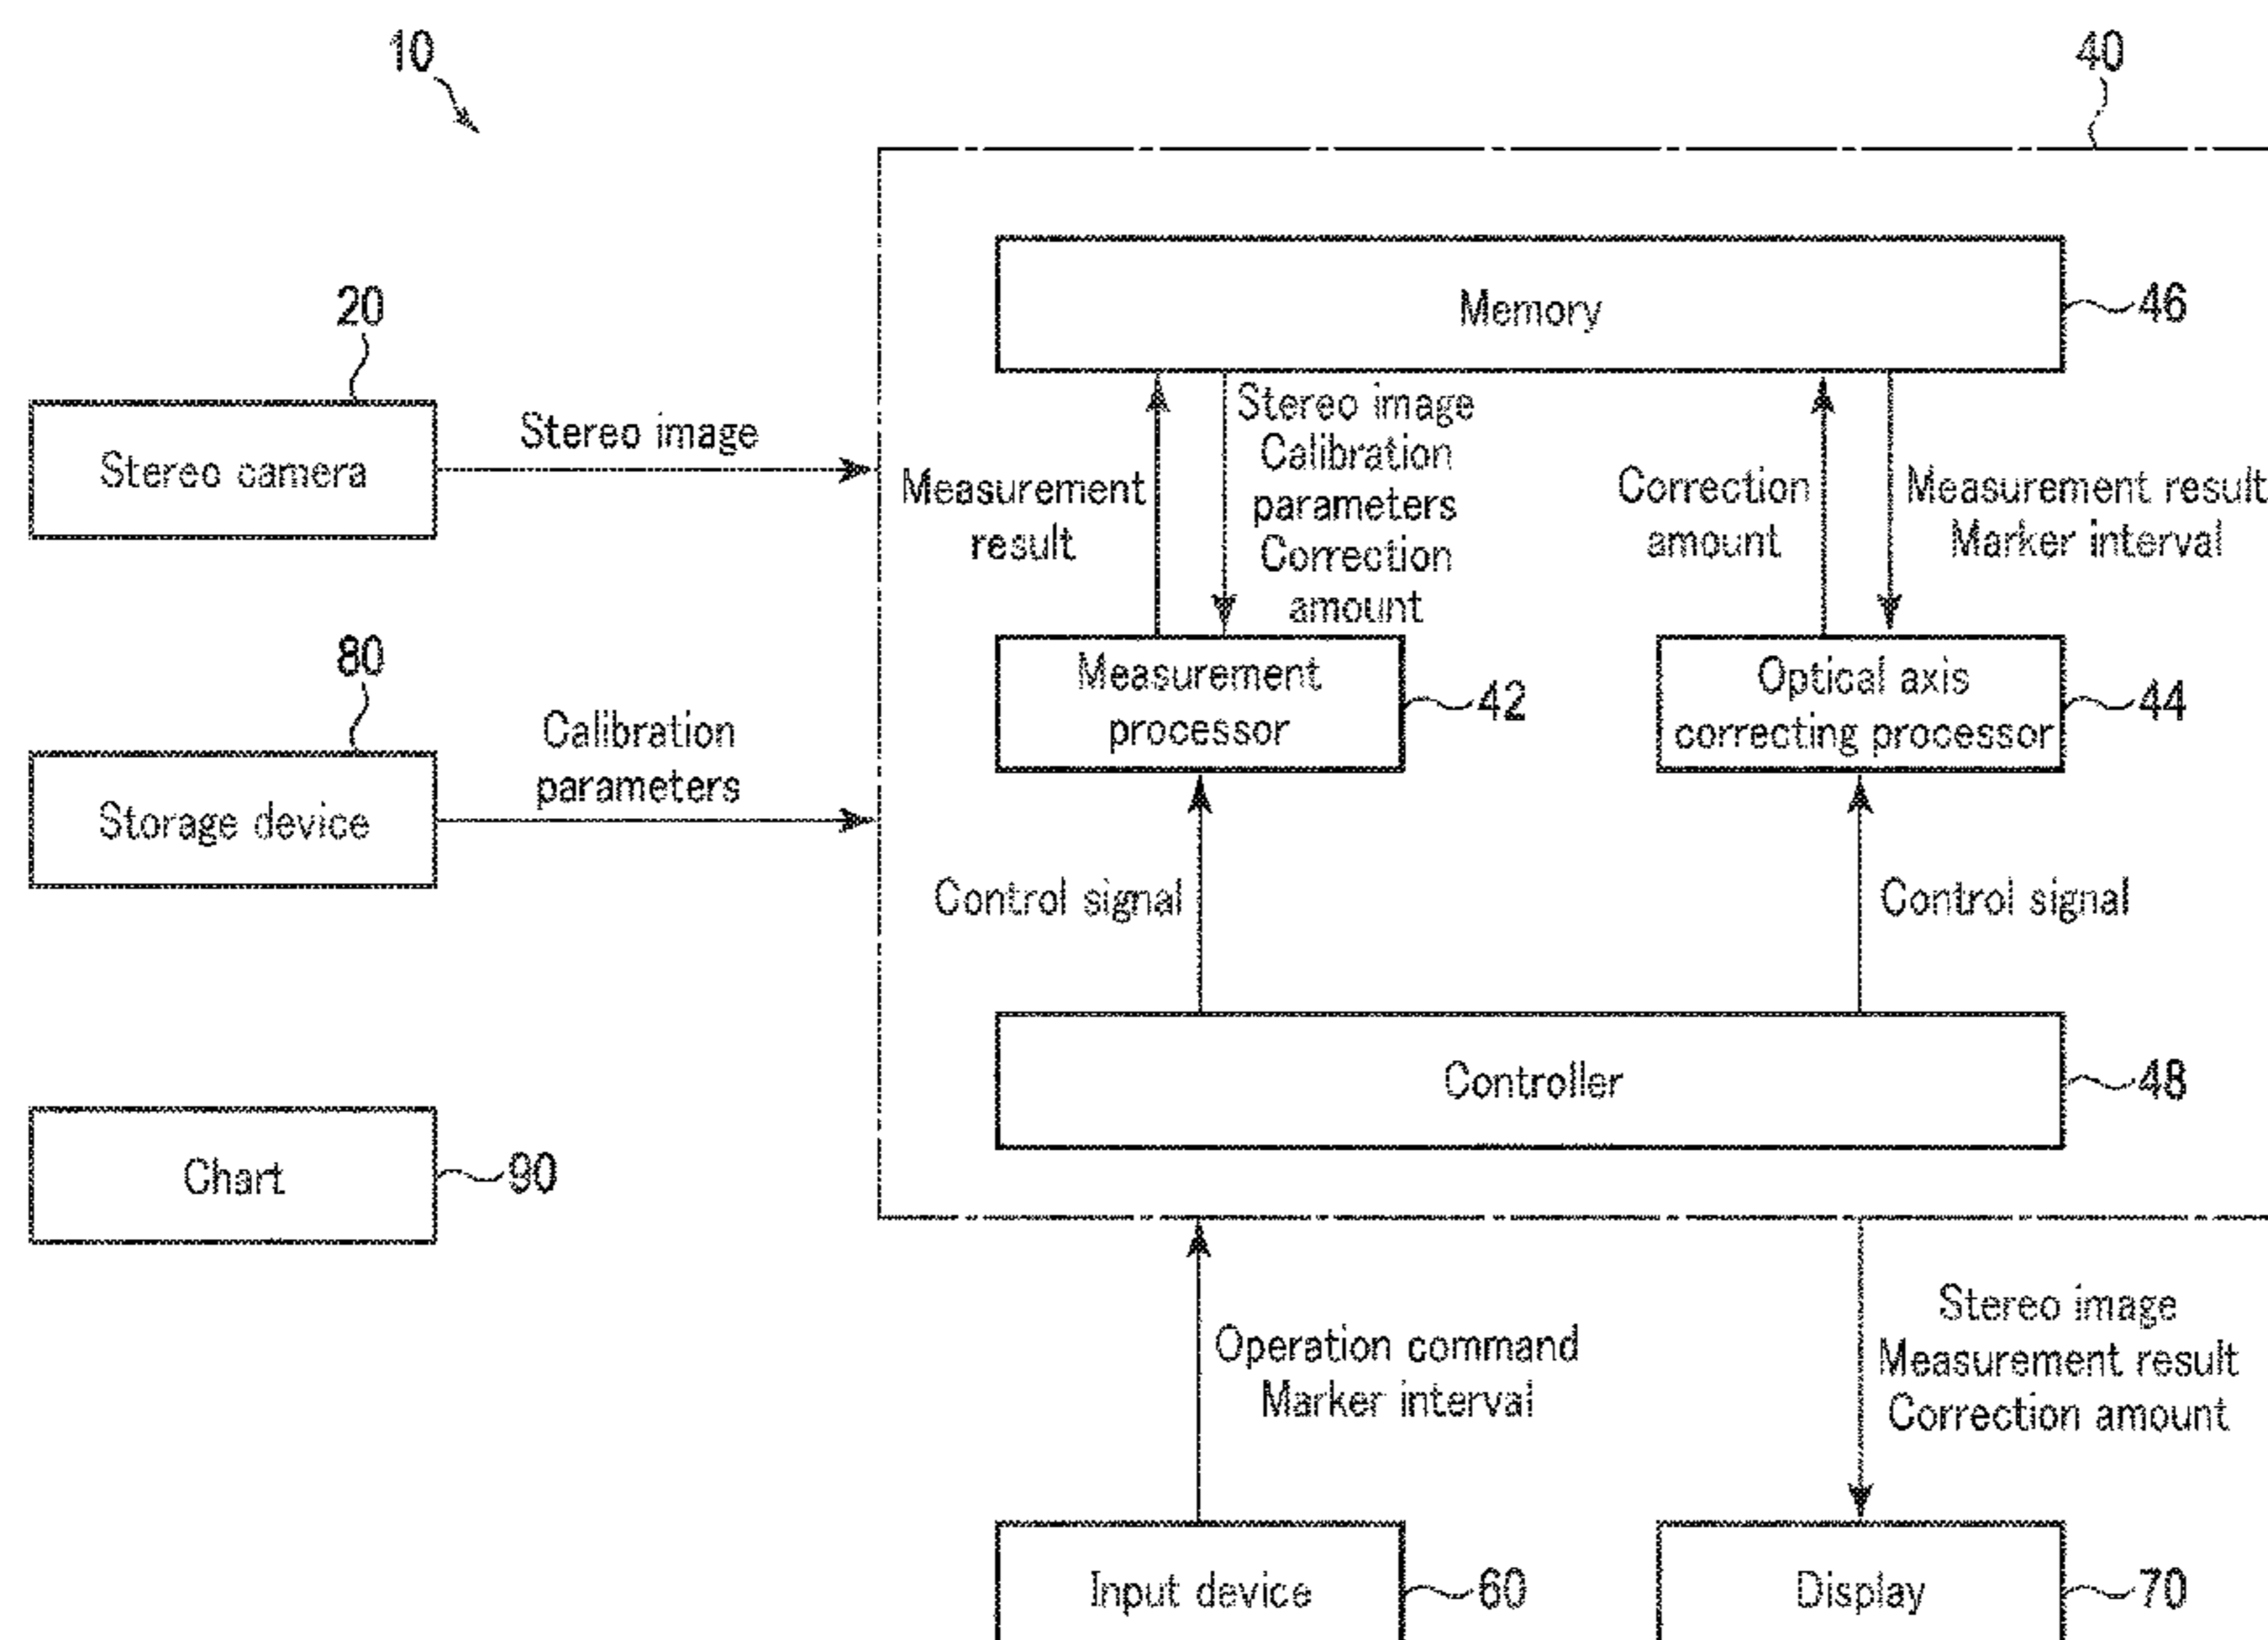 10
40
20
Stereo camera
Stereo image
80
Storage device
Calibration
parameters
Chart
90
Memory
46
Measurement
result
Stereo image
Calibration
parameters
Correction
amount
Correction
amount
Measurement result
Marker interval
Measurement
processor
42
Optical axis
correcting processor
44
Control signal
Control signal
Controller
48
Operation command
Marker interval
Stereo image
Measurement result
Correction amount
Input device
60
Display
70